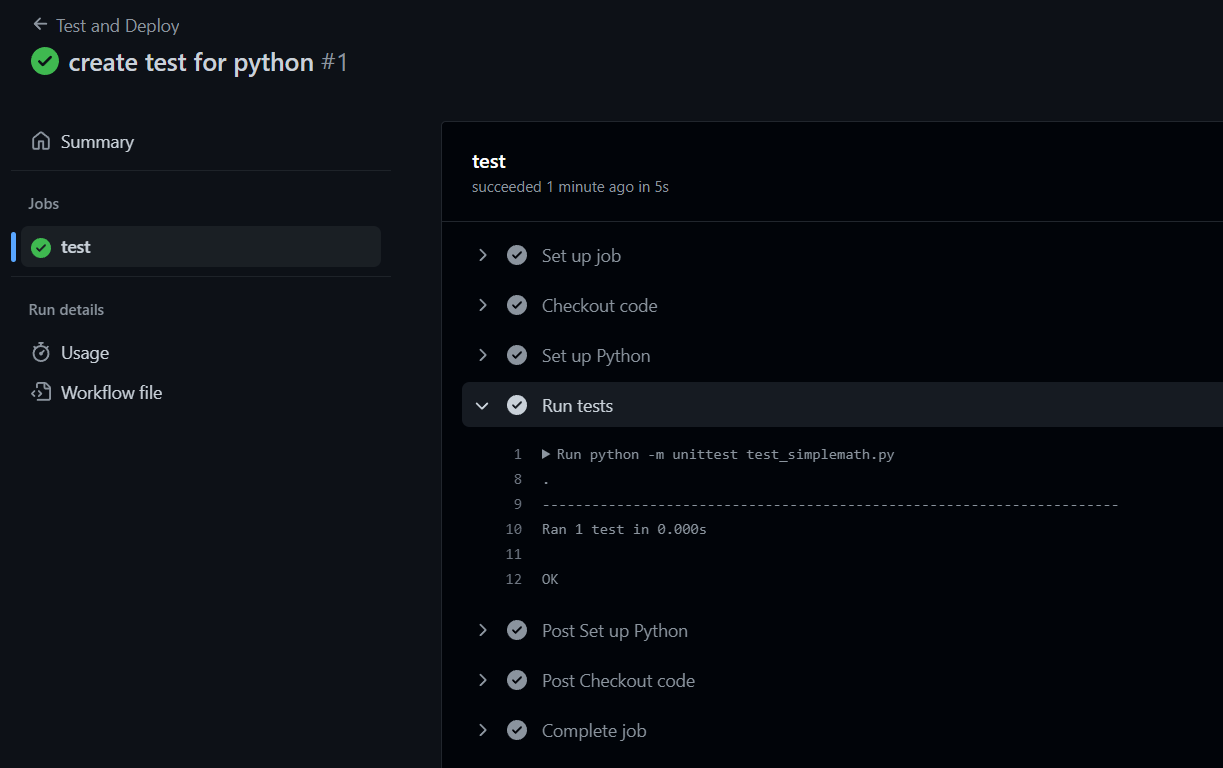 Test and Deploy
create test for python #1
Summary
Jobs
test
Run details
Usage
Workflow file
test
succeeded 1 minute ago in 5s
Set up job
Checkout code
Set up Python
Run tests
1 Run python -m unittest test_simplemath.py
8 .
9 ----------------------------------------------------------------------
10 Ran 1 test in 0.000s
11
12 OK
Post Set up Python
Post Checkout code
Complete job